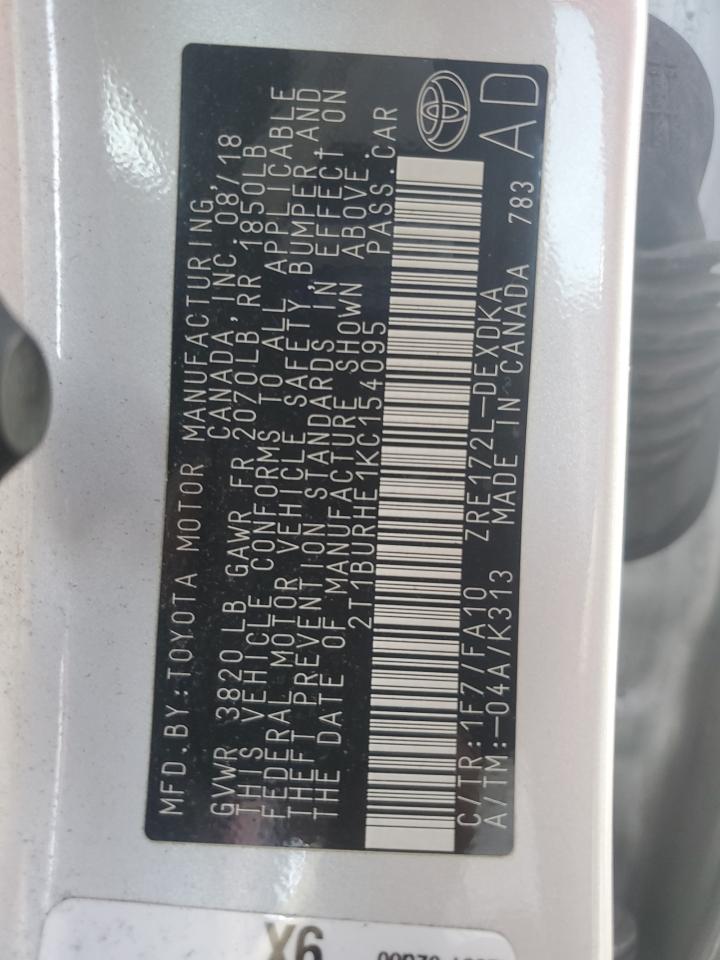 MFD.BY:TOYOTA MOTOR MANUFACTURING,
CANADA, INC. 08/18
GVWR 3820 LB GAWR FR 2070LB, RR 1850LB
THIS VEHICLE CONFORMS TO ALL APPLICABLE
FEDERAL MOTOR VEHICLE SAFETY, BUMPER, AND
THEFT PREVENTION STANDARDS IN EFFECT ON
THE DATE OF MANUFACTURE SHOWN ABOVE.
2T1BURHE1KC154095 PASS.CAR
C/TR:1F7/FA10 ZRE172L-DEXDKA
A/TM:-04A/K313 MADE IN CANADA 783
AD
X6